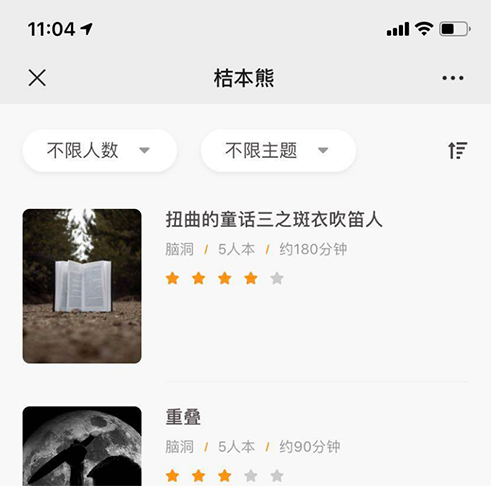 11:04
桔本熊
不限人数
不限主题
扭曲的童话三之斑衣吹笛人
脑洞 / 5人本 / 约180分钟
重叠
脑洞 / 5人本 / 约90分钟